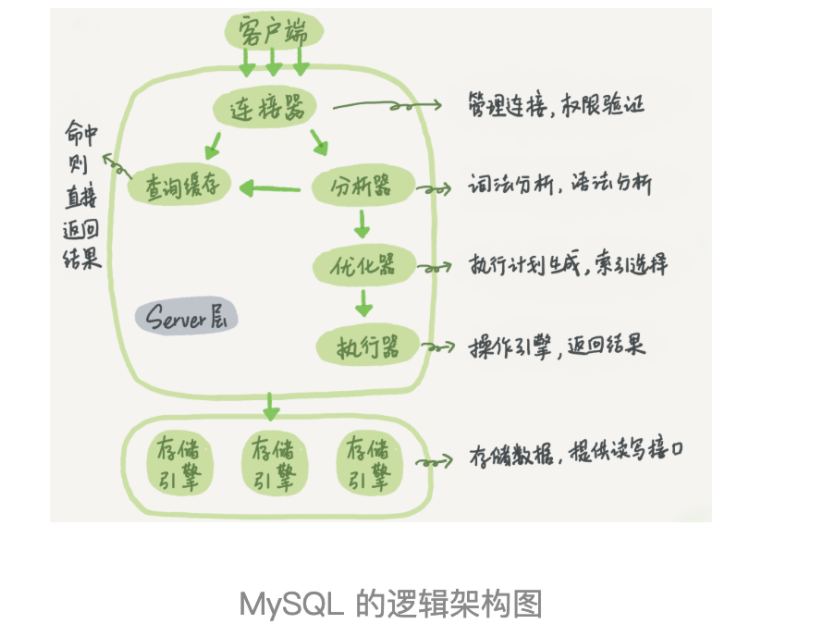 客户端
连接器
管理连接，权限验证
命中
则
直接
返回
结果
查询缓存
分析器
词法分析，语法分析
优化器
执行计划生成，索引选择
Server层
执行器
操作引擎，返回结果
存储
引擎
存储
引擎
存储
引擎
存储数据，提供读写接口
MySQL 的逻辑架构图